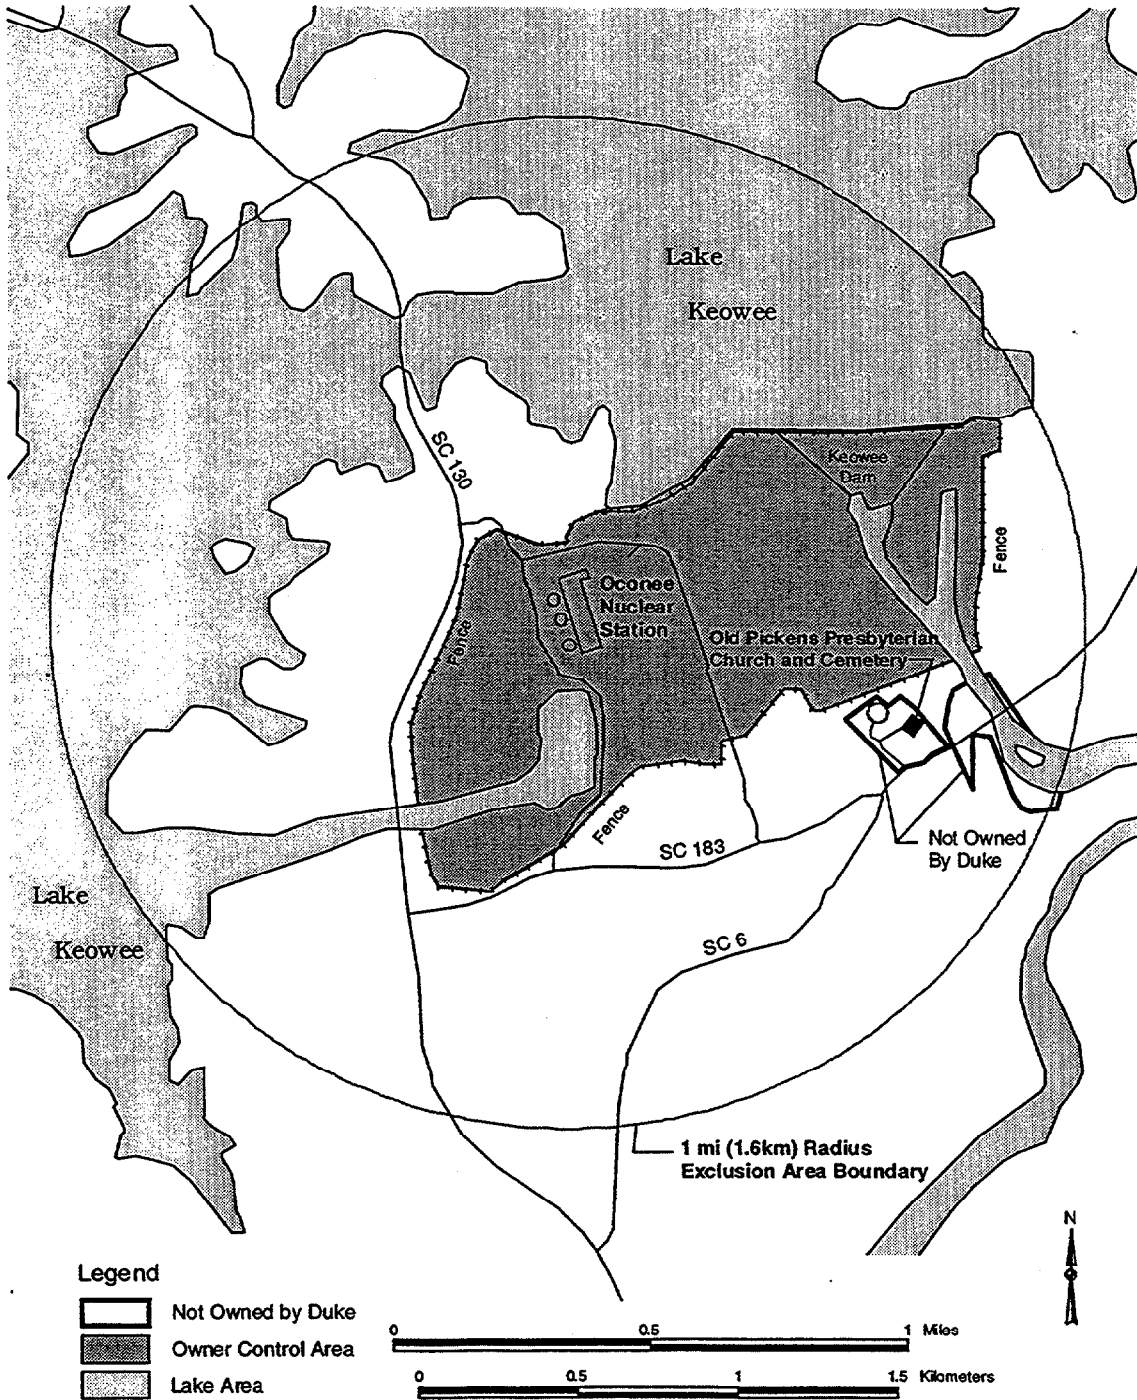 Lake
Keowee
SC 130
Keowee
Dam
Fence
Oconee
Nuclear
Station
Fence
Old Pickens Presbyterian
Church and Cemetery
Fence
SC 183
Not Owned
By Duke
Lake
Keowee
SC 6
1 mi (1.6km) Radius
Exclusion Area Boundary
N
Legend
Not Owned by Duke
Owner Control Area
Lake Area
0 0.5 1 Miles
0 0.5 1 1.5 Kilometers